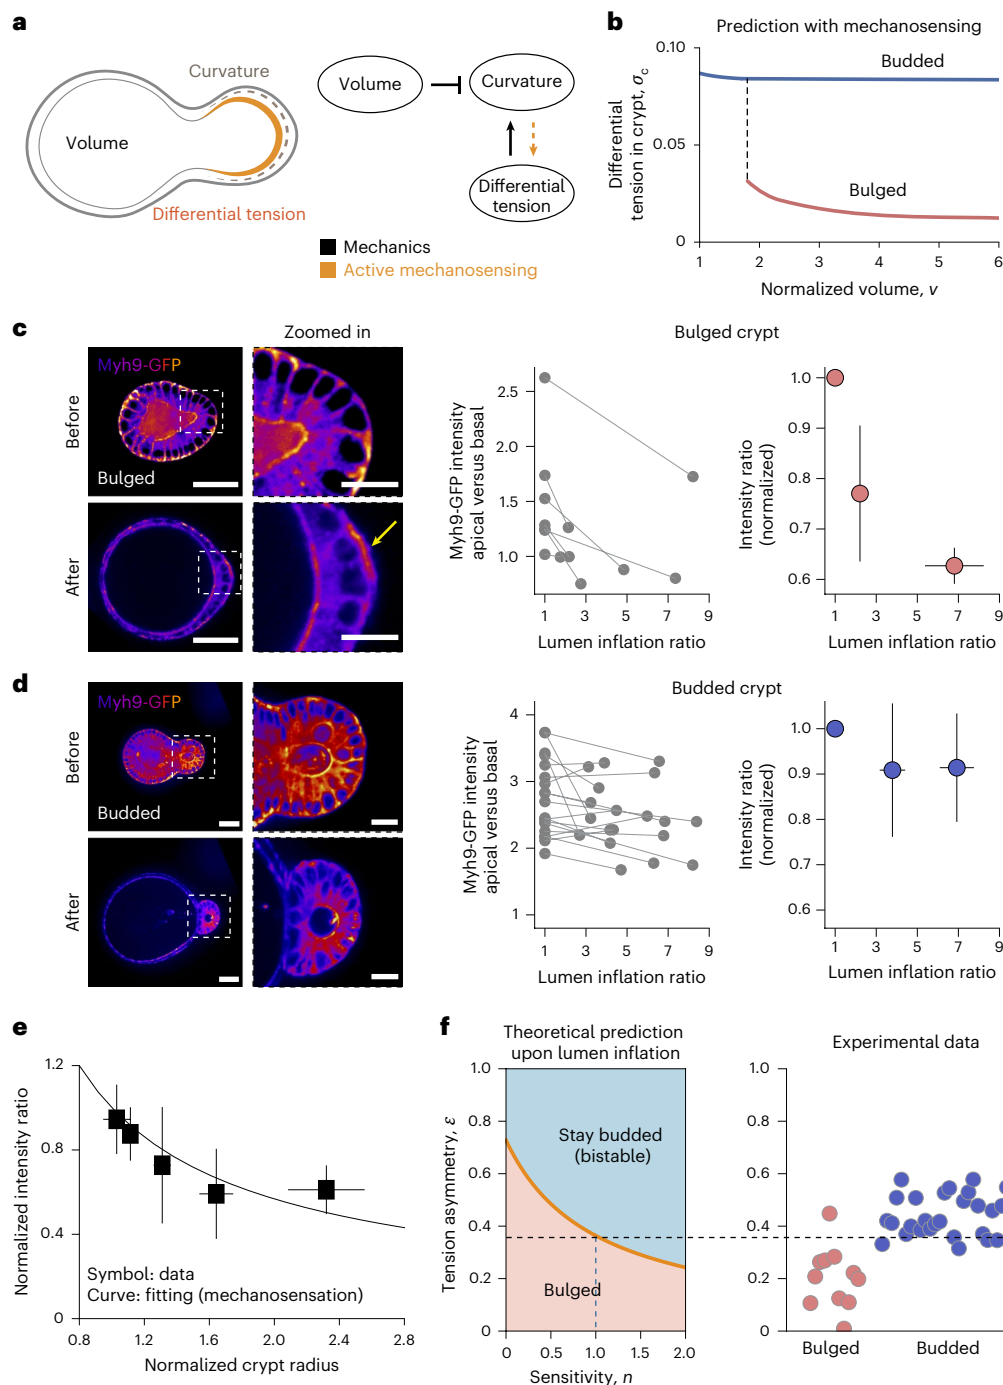 a
Curvature
Volume
Differential tension
Volume
Curvature
Differential
tension
Mechanics
Active mechanosensing
b
Prediction with mechanosensing
Differential
tension in crypt, σc
0.10
0.05
0
Budded
Bulged
1 2 3 4 5 6
Normalized volume, v
c
Zoomed in
Before
Myh9-GFP
Bulged
After
Bulged crypt
Myh9-GFP intensity
apical versus basal
2.5
2.0
1.5
1.0
1 3 5 7 9
Lumen inflation ratio
Intensity ratio
(normalized)
1.0
0.9
0.8
0.7
0.6
1 3 5 7 9
Lumen inflation ratio
d
Before
Myh9-GFP
Budded
After
Budded crypt
Myh9-GFP intensity
apical versus basal
4
3
2
1
1 3 5 7 9
Lumen inflation ratio
Intensity ratio
(normalized)
1.0
0.9
0.8
0.7
0.6
1 3 5 7 9
Lumen inflation ratio
e
Normalized intensity ratio
1.2
0.8
0.4
0
Symbol: data
Curve: fitting (mechanosensation)
0.8 1.2 1.6 2.0 2.4 2.8
Normalized crypt radius
f
Theoretical prediction
upon lumen inflation
Tension asymmetry, ε
1.0
0.8
0.6
0.4
0.2
0
Stay budded
(bistable)
Bulged
0 0.5 1.0 1.5 2.0
Sensitivity, n
Experimental data
1.0
0.8
0.6
0.4
0.2
0
Bulged
Budded